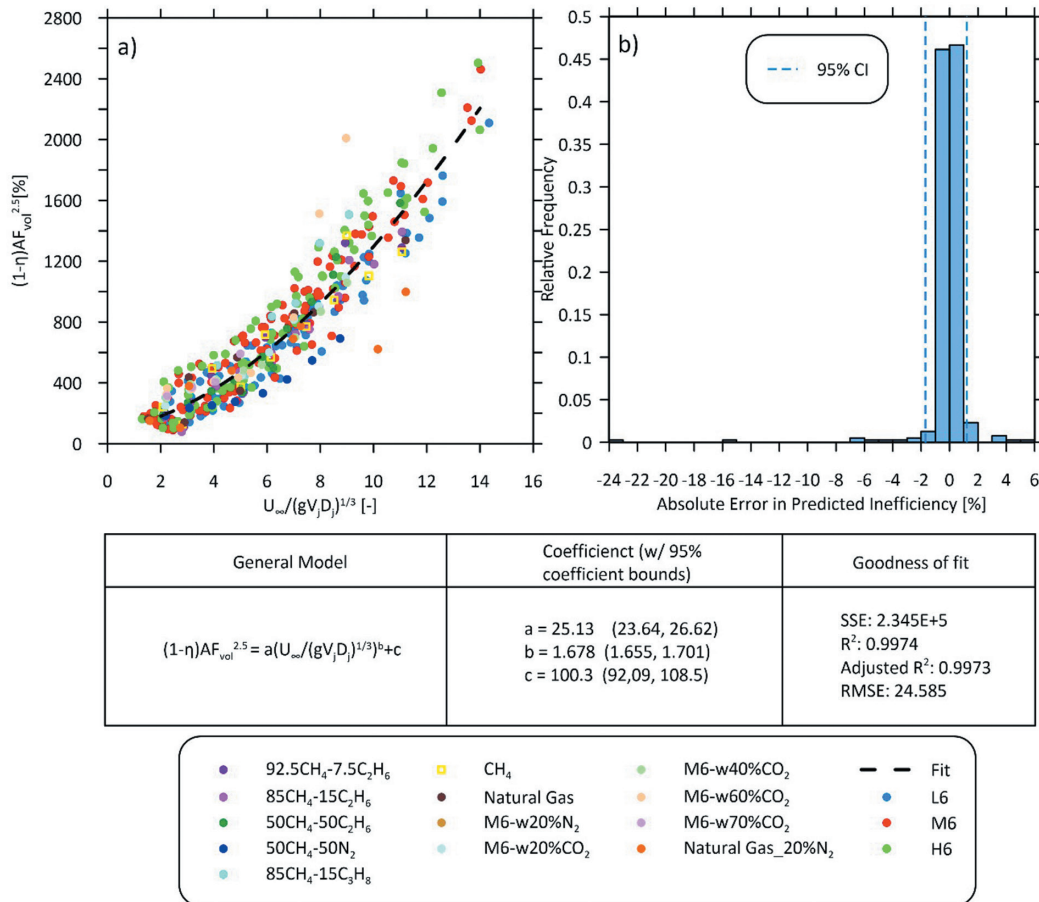 a)
2800
2400
2000
1600
1200
800
400
0
(1-η)AF_vol^2.5 [%]
0 2 4 6 8 10 12 14 16
U∞/(gVjDj)^1/3 [-]
b)
95% CI
0.5
0.45
0.4
0.35
0.3
0.25
0.2
0.15
0.1
0.05
0
Relative Frequency
-24 -22 -20 -18 -16 -14 -12 -10 -8 -6 -4 -2 0 2 4 6
Absolute Error in Predicted Inefficiency [%]
General Model
Coefficienct (w/ 95%
coefficient bounds)
Goodness of fit
(1-η)AF_vol^2.5 = a(U∞/(gVjDj)^1/3)^b+c
a = 25.13 (23.64, 26.62)
b = 1.678 (1.655, 1.701)
c = 100.3 (92,09, 108.5)
SSE: 2.345E+5
R²: 0.9974
Adjusted R²: 0.9973
RMSE: 24.585
92.5CH₄-7.5C₂H₆
85CH₄-15C₂H₆
50CH₄-50C₂H₆
50CH₄-50N₂
85CH₄-15C₃H₈
CH₄
Natural Gas
M6-w20%N₂
M6-w20%CO₂
M6-w40%CO₂
M6-w60%CO₂
M6-w70%CO₂
Natural Gas_20%N₂
Fit
L6
M6
H6